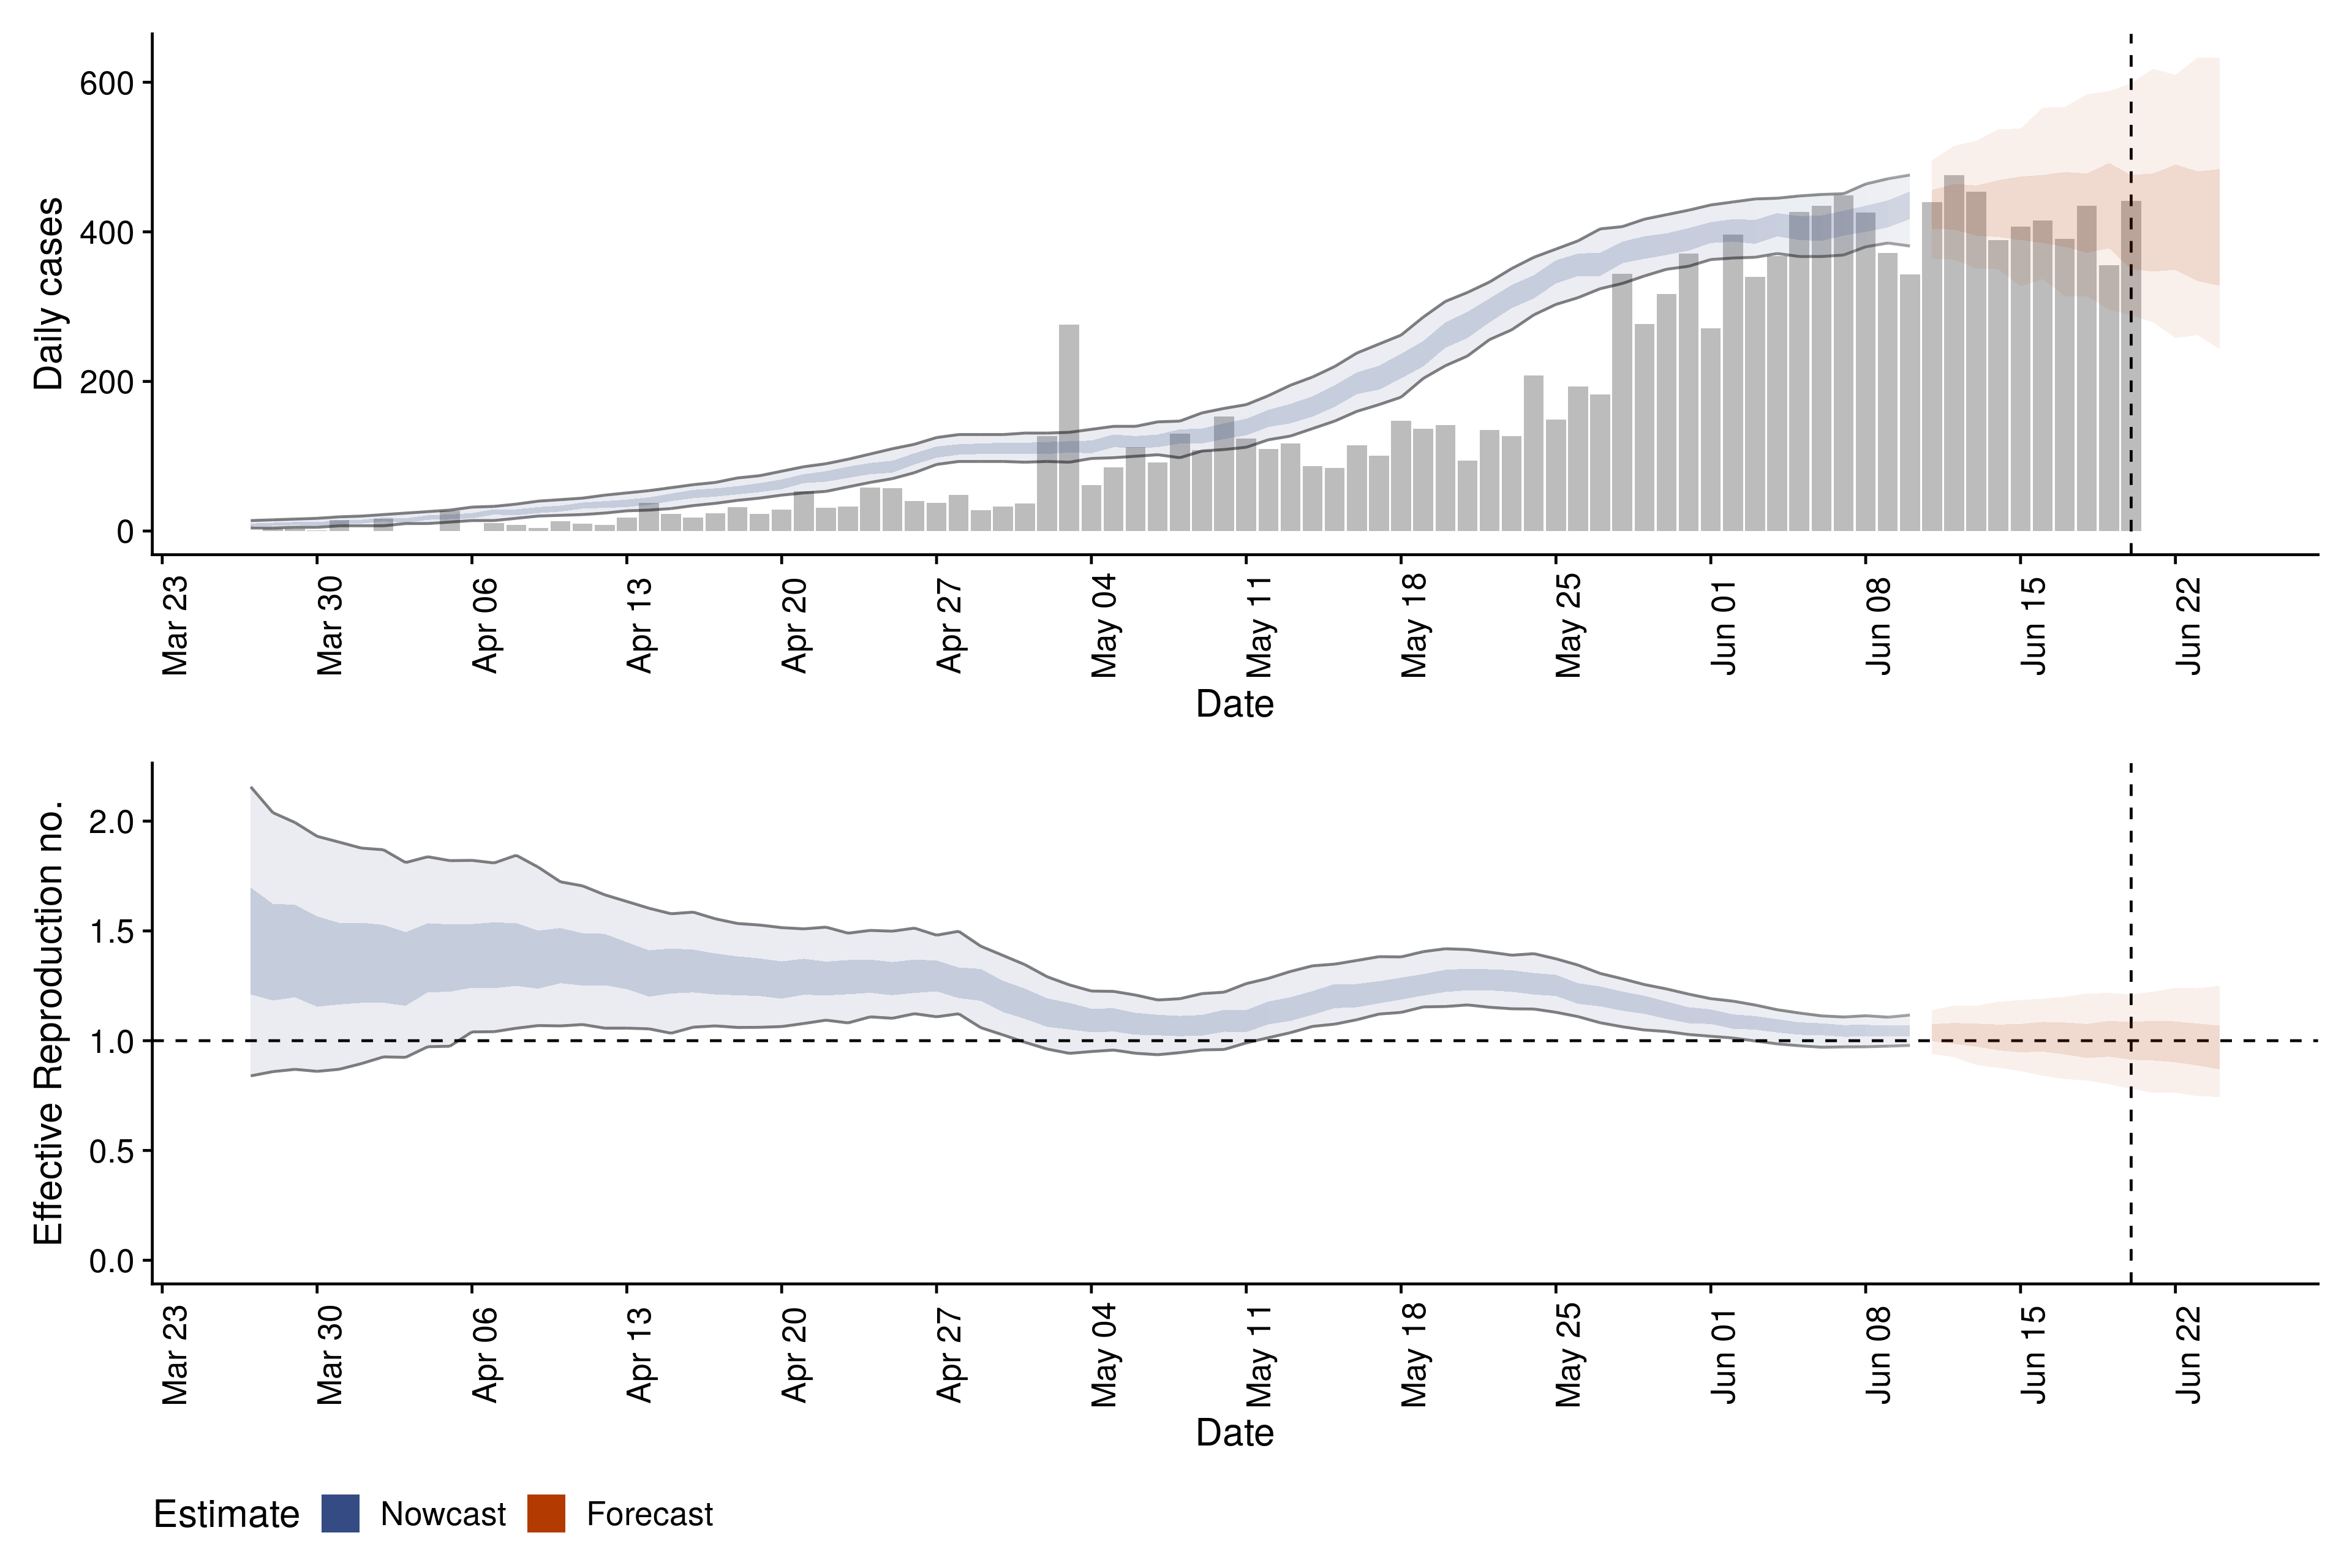 Daily cases
600
400
200
0
Mar 23
Mar 30
Apr 06
Apr 13
Apr 20
Apr 27
May 04
May 11
May 18
May 25
Jun 01
Jun 08
Jun 15
Jun 22
Date
Effective Reproduction no.
2.0
1.5
1.0
0.5
0.0
Mar 23
Mar 30
Apr 06
Apr 13
Apr 20
Apr 27
May 04
May 11
May 18
May 25
Jun 01
Jun 08
Jun 15
Jun 22
Date
Estimate Nowcast Forecast